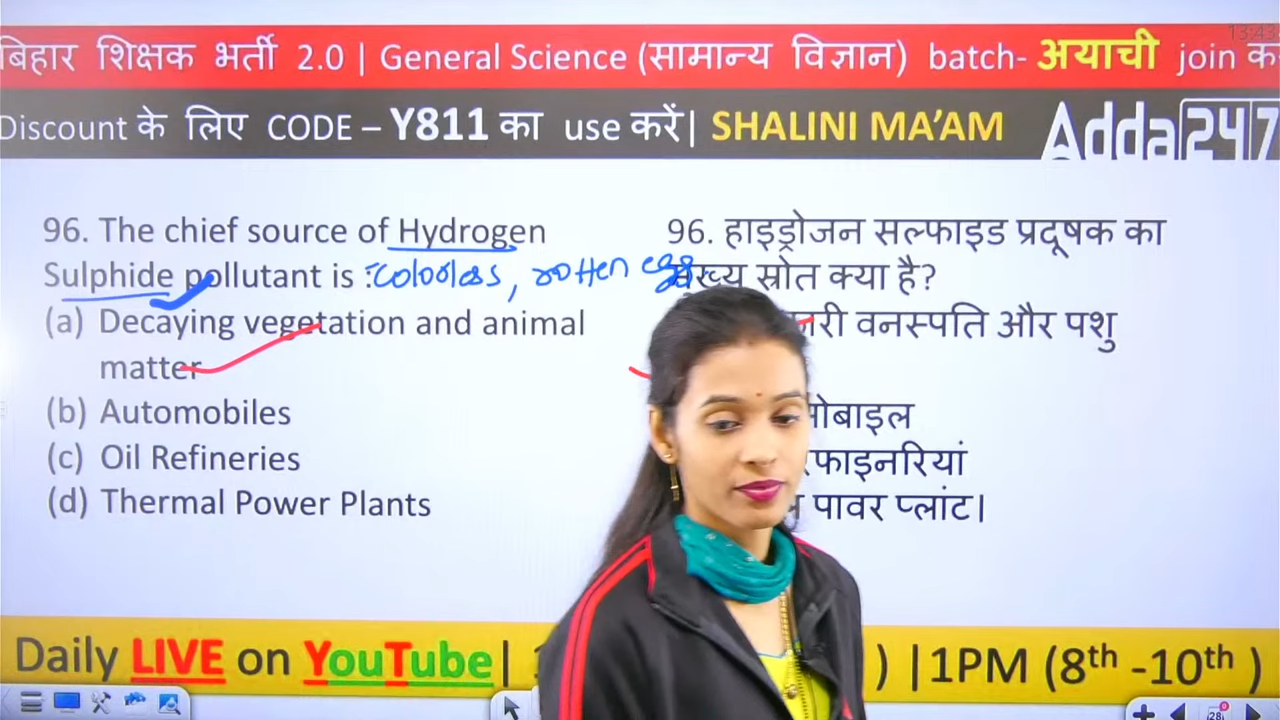 13:43
बिहार शिक्षक भर्ती 2.0 | General Science (सामान्य विज्ञान) batch- अयाची join क
Discount के लिए CODE – Y811 का use करें| SHALINI MA’AM
Adda247
96. The chief source of Hydrogen
Sulphide pollutant is :
colorless, rotten egg
(a) Decaying vegetation and animal
matter
(b) Automobiles
(c) Oil Refineries
(d) Thermal Power Plants
96. हाइड्रोजन सल्फाइड प्रदूषक का
मुख्य स्रोत क्या है?
वनस्पति और पशु
पावर प्लांट।
Daily LIVE on YouTube| 1 ) |1PM (8th -10th )